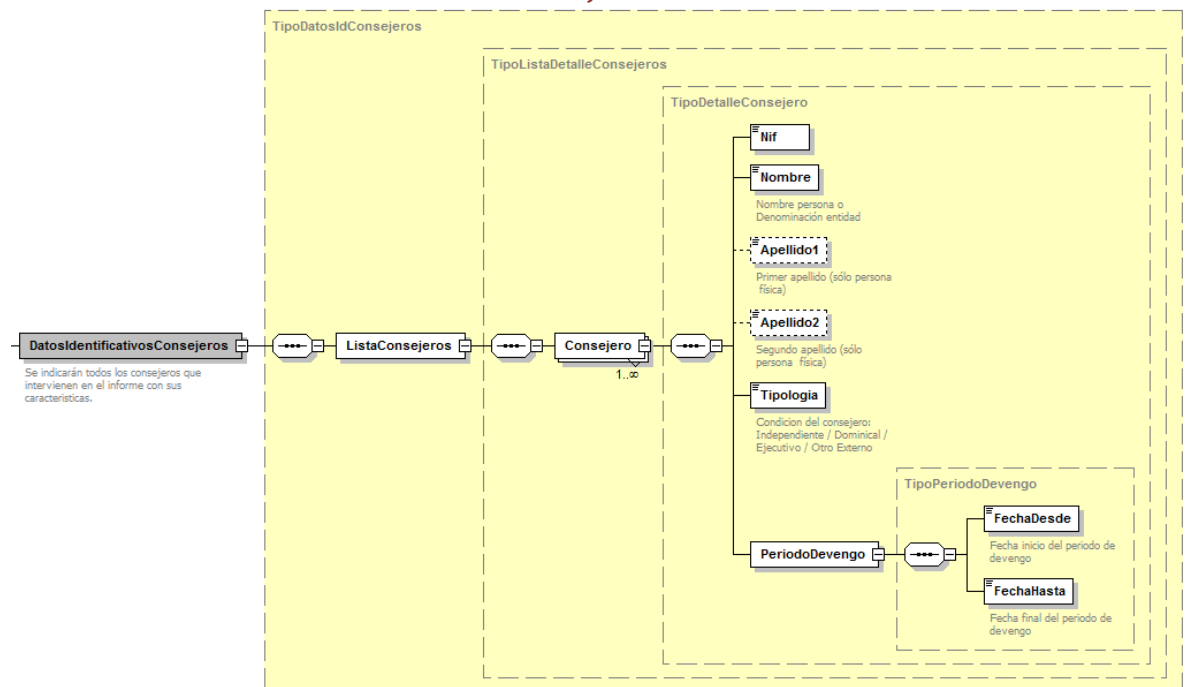 TipoDatosIdConsejeros
TipoListaDetalleConsejeros
TipoDetalleConsejero
Nif
Nombre
Nombre persona o
Denominación entidad
Apellido1
Primer apellido (sólo persona
física)
Apellido2
Segundo apellido (sólo
persona física)
DatosIdentificativosConsejeros
Se indicarán todos los consejeros que
intervienen en el informe con sus
caracteristicas.
ListaConsejeros
Consejero
1..∞
Tipologia
Condicion del consejero:
Independiente / Dominical /
Ejecutivo / Otro Externo
TipoPeriodoDevengo
PeriodoDevengo
FechaDesde
Fecha inicio del periodo de
devengo
FechaHasta
Fecha final del periodo de
devengo